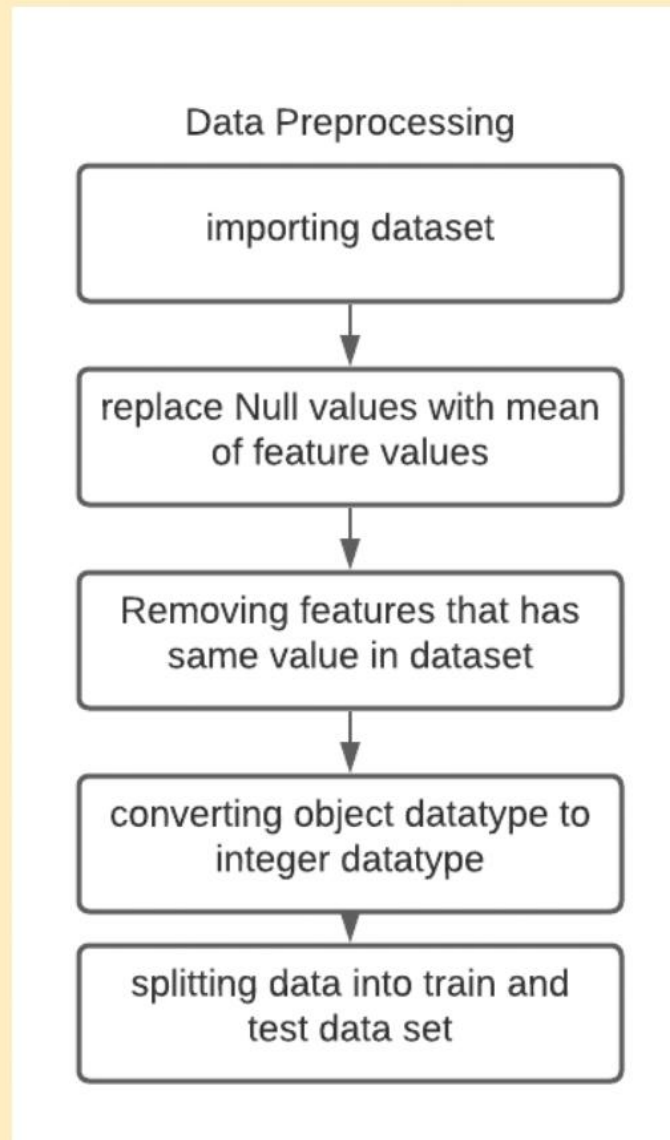 Data Preprocessing
importing dataset
replace Null values with mean
of feature values
Removing features that has
same value in dataset
converting object datatype to
integer datatype
splitting data into train and
test data set